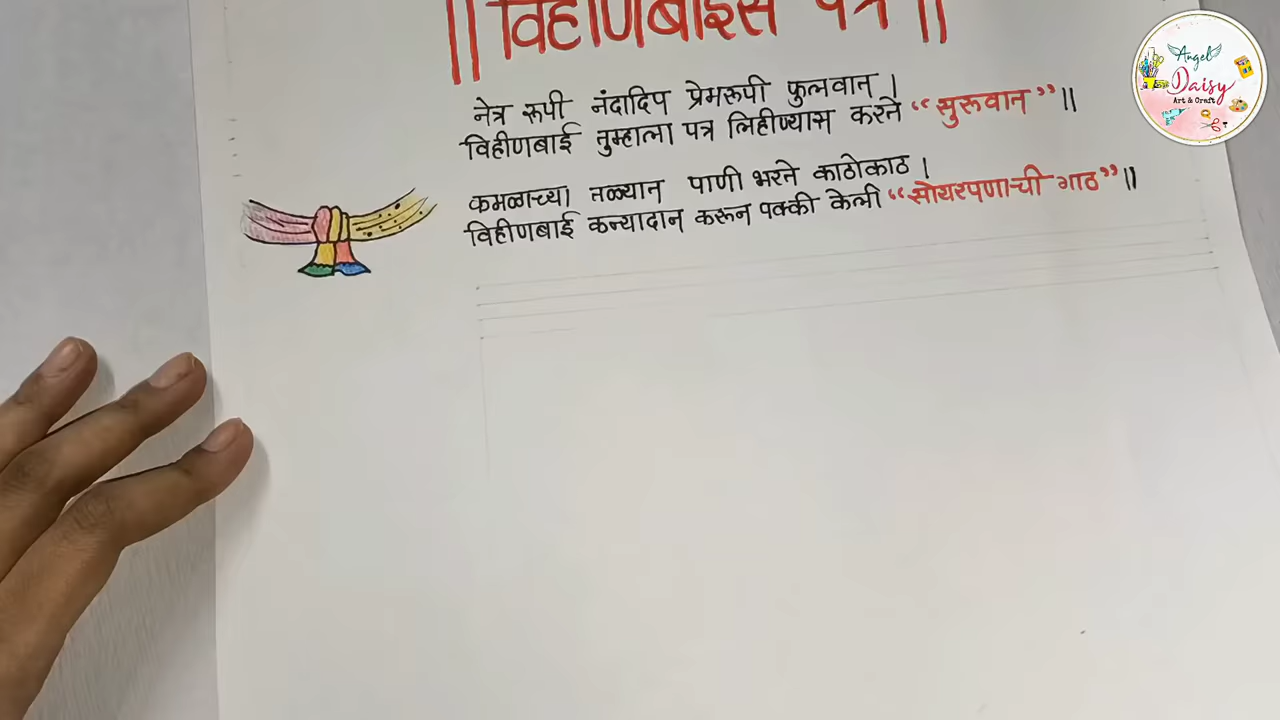 ||विहीणबाईस पत्र||
नेत्र रूपी नंदादिप प्रेमरूपी फुलवान ।
विहीणबाई तुम्हाला पत्र लिहीण्यास करते “सुरूवात” ||
कमळाच्या तळ्यात पाणी भरते काठोकाठ ।
विहीणबाई कन्यादान करून पक्की केली “सोयरपणाची गाठ” ||
Angel
Daisy
Art & Craft